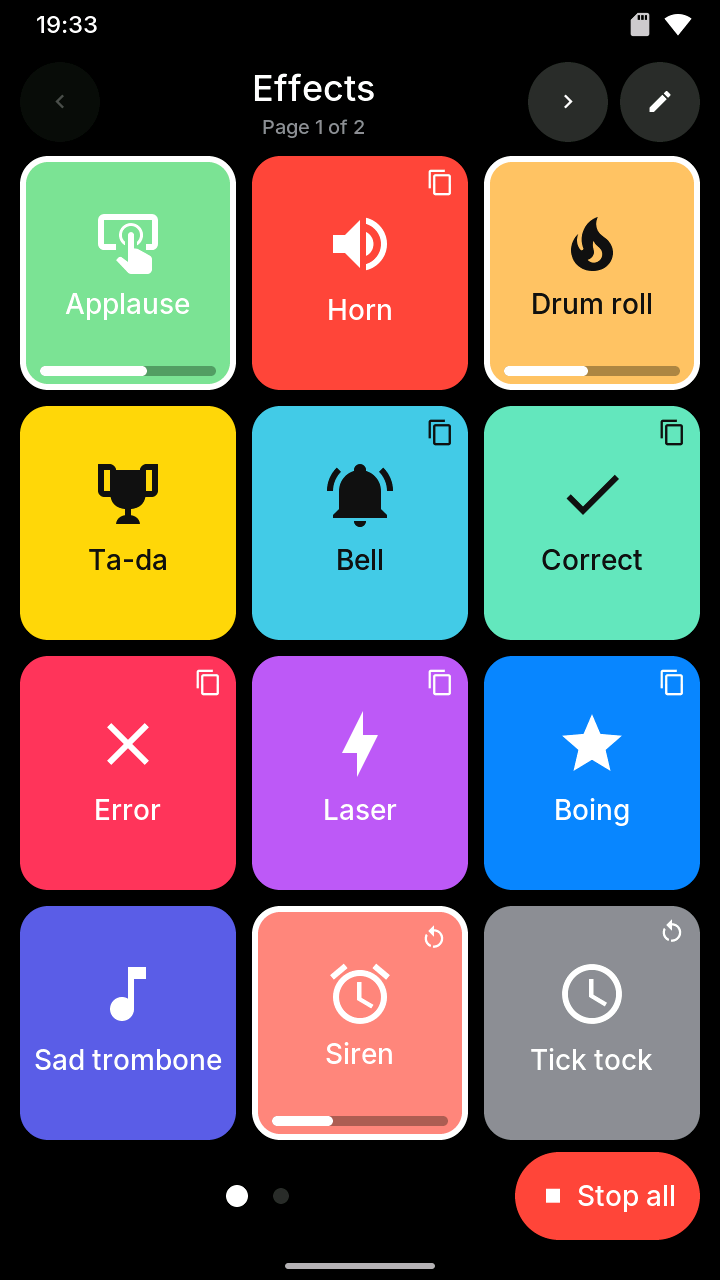 19:33
Effects
Page 1 of 2
Applause
Horn
Drum roll
Ta-da
Bell
Correct
Error
Laser
Boing
Sad trombone
Siren
Tick tock
Stop all